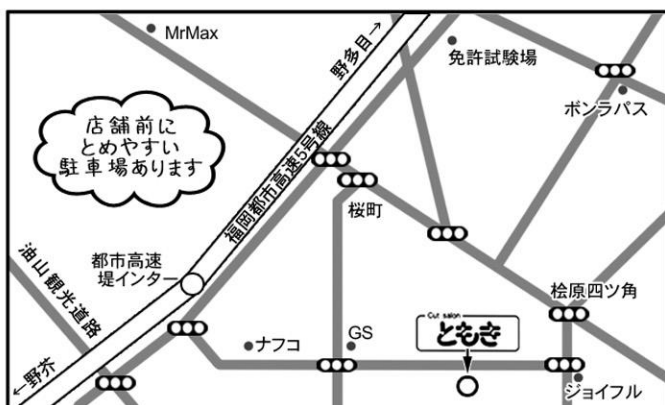 MrMax
野多目→
免許試験場
ボンラパス
店舗前に
とめやすい
駐車場あります
福岡都市高速5号線
桜町
都市高速
堤インター
油山観光道路
桧原四ツ角
Cut salon
ともき
ナフコ
GS
←野芥
ジョイフル